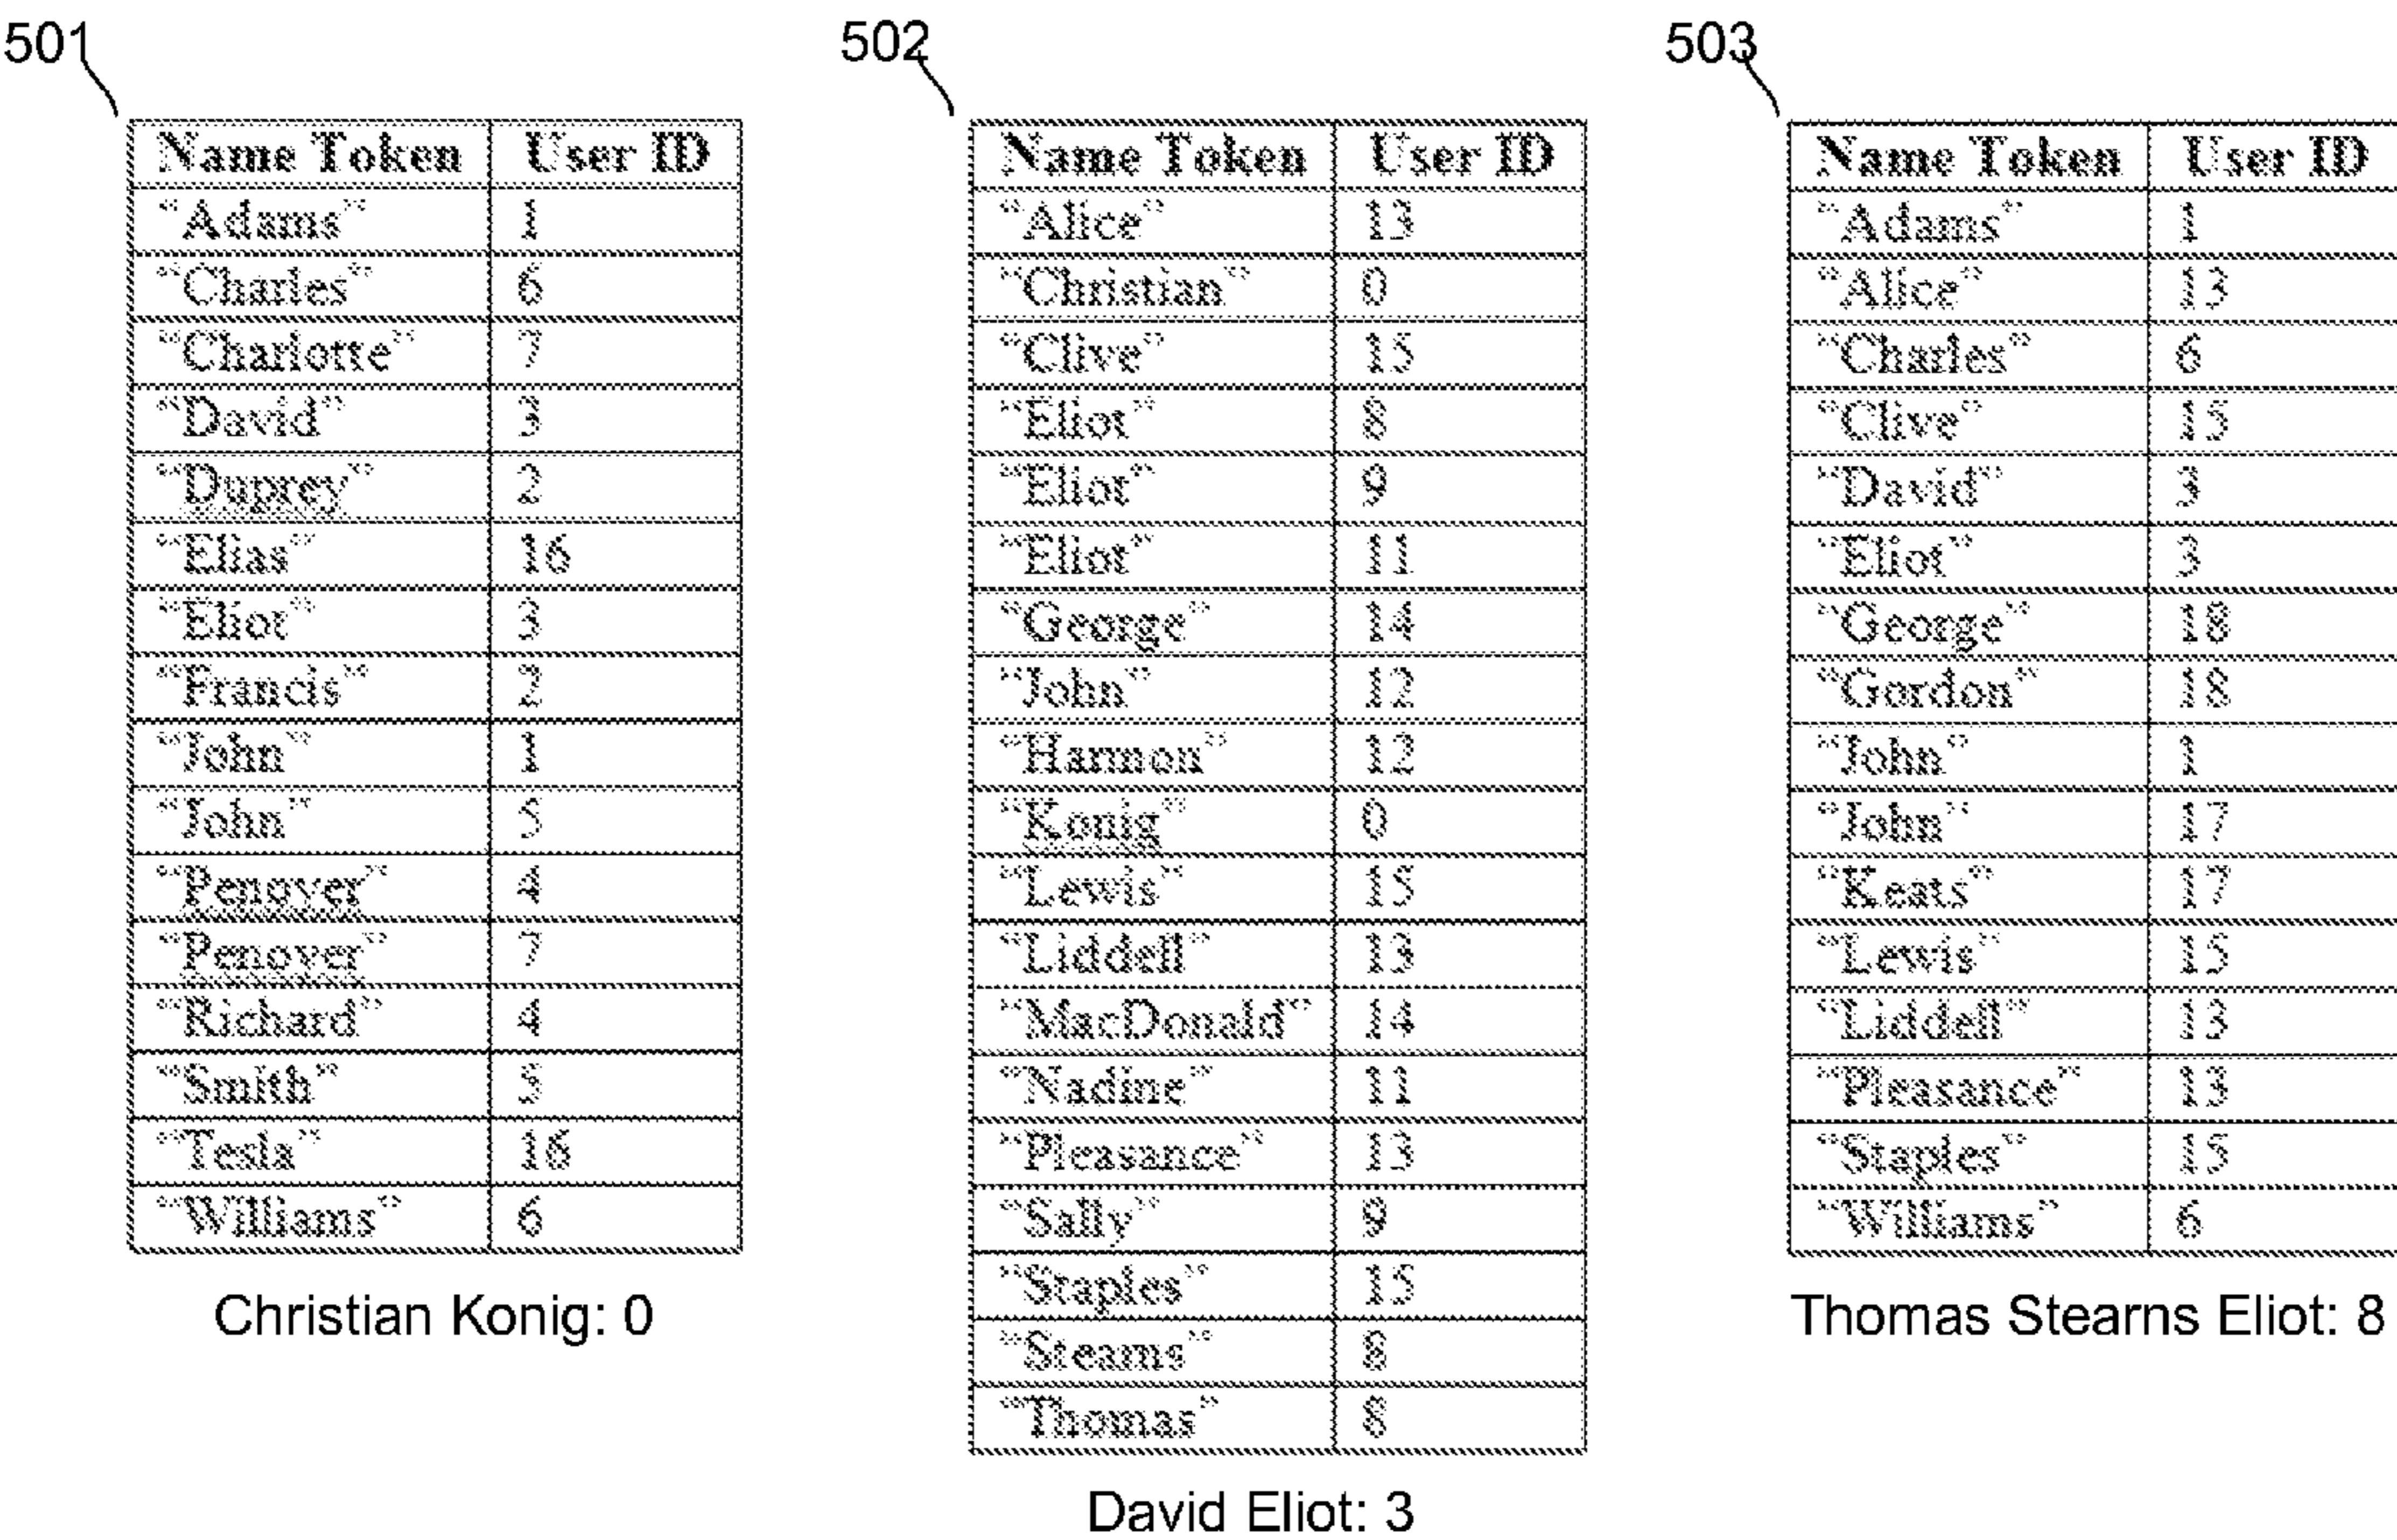 501
Name Token User ID
“Adams” 1
“Charles” 6
“Charlotte” 7
“David” 3
“Duprey” 2
“Elias” 16
“Eliot” 3
“Francis” 2
“John” 1
“John” 5
“Penoyer” 4
“Penoyer” 7
“Richard” 4
“Smith” 5
“Tesla” 16
“Williams” 6
Christian Konig: 0
502
Name Token User ID
“Alice” 13
“Christian” 0
“Clive” 15
“Eliot” 8
“Eliot” 9
“Eliot” 11
“George” 14
“John” 12
“Harmon” 12
“Konig” 0
“Lewis” 15
“Liddell” 13
“MacDonald” 14
“Nadine” 11
“Pleasance” 13
“Sally” 9
“Staples” 15
“Stearns” 8
“Thomas” 8
David Eliot: 3
503
Name Token User ID
“Adams” 1
“Alice” 13
“Charles” 6
“Clive” 15
“David” 3
“Eliot” 3
“George” 18
“Gordon” 18
“John” 1
“John” 17
“Keats” 17
“Lewis” 15
“Liddell” 13
“Pleasance” 13
“Staples” 15
“Williams” 6
Thomas Stearns Eliot: 8